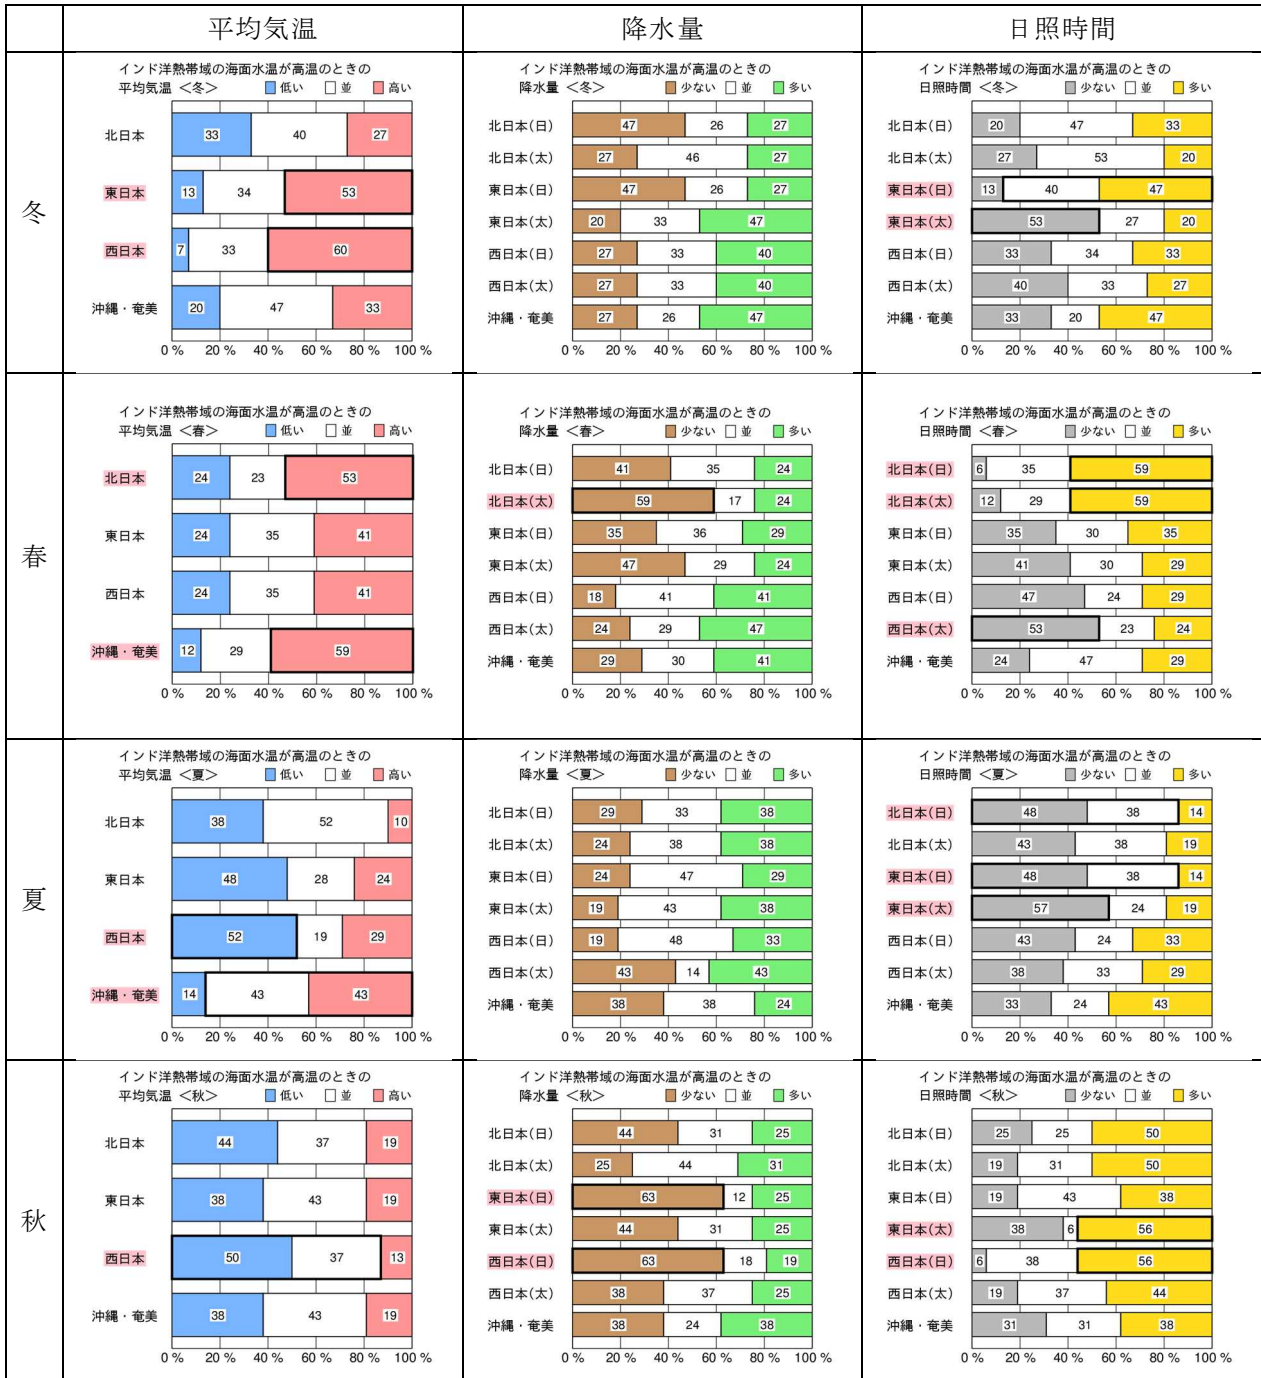 平均気温 降水量 日照時間
冬
インド洋熱帯域の海面水温が高温のときの
平均気温 <冬> 低い 並 高い
北日本 33 40 27
東日本 13 34 53
西日本 7 33 60
沖縄・奄美 20 47 33
0 % 20 % 40 % 60 % 80 % 100 %
インド洋熱帯域の海面水温が高温のときの
降水量 <冬> 少ない 並 多い
北日本(日) 47 26 27
北日本(太) 27 46 27
東日本(日) 47 26 27
東日本(太) 20 33 47
西日本(日) 27 33 40
西日本(太) 27 33 40
沖縄・奄美 27 26 47
0 % 20 % 40 % 60 % 80 % 100 %
インド洋熱帯域の海面水温が高温のときの
日照時間 <冬> 少ない 並 多い
北日本(日) 20 47 33
北日本(太) 27 53 20
東日本(日) 13 40 47
東日本(太) 53 27 20
西日本(日) 33 34 33
西日本(太) 40 33 27
沖縄・奄美 33 20 47
0 % 20 % 40 % 60 % 80 % 100 %
春
インド洋熱帯域の海面水温が高温のときの
平均気温 <春> 低い 並 高い
北日本 24 23 53
東日本 24 35 41
西日本 24 35 41
沖縄・奄美 12 29 59
0 % 20 % 40 % 60 % 80 % 100 %
インド洋熱帯域の海面水温が高温のときの
降水量 <春> 少ない 並 多い
北日本(日) 41 35 24
北日本(太) 59 17 24
東日本(日) 35 36 29
東日本(太) 47 29 24
西日本(日) 18 41 41
西日本(太) 24 29 47
沖縄・奄美 29 30 41
0 % 20 % 40 % 60 % 80 % 100 %
インド洋熱帯域の海面水温が高温のときの
日照時間 <春> 少ない 並 多い
北日本(日) 6 35 59
北日本(太) 12 29 59
東日本(日) 35 30 35
東日本(太) 41 30 29
西日本(日) 47 24 29
西日本(太) 53 23 24
沖縄・奄美 24 47 29
0 % 20 % 40 % 60 % 80 % 100 %
夏
インド洋熱帯域の海面水温が高温のときの
平均気温 <夏> 低い 並 高い
北日本 38 52 10
東日本 48 28 24
西日本 52 19 29
沖縄・奄美 14 43 43
0 % 20 % 40 % 60 % 80 % 100 %
インド洋熱帯域の海面水温が高温のときの
降水量 <夏> 少ない 並 多い
北日本(日) 29 33 38
北日本(太) 24 38 38
東日本(日) 24 47 29
東日本(太) 19 43 38
西日本(日) 19 48 33
西日本(太) 43 14 43
沖縄・奄美 38 38 24
0 % 20 % 40 % 60 % 80 % 100 %
インド洋熱帯域の海面水温が高温のときの
日照時間 <夏> 少ない 並 多い
北日本(日) 48 38 14
北日本(太) 43 38 19
東日本(日) 48 38 14
東日本(太) 57 24 19
西日本(日) 43 24 33
西日本(太) 38 33 29
沖縄・奄美 33 24 43
0 % 20 % 40 % 60 % 80 % 100 %
秋
インド洋熱帯域の海面水温が高温のときの
平均気温 <秋> 低い 並 高い
北日本 44 37 19
東日本 38 43 19
西日本 50 37 13
沖縄・奄美 38 43 19
0 % 20 % 40 % 60 % 80 % 100 %
インド洋熱帯域の海面水温が高温のときの
降水量 <秋> 少ない 並 多い
北日本(日) 44 31 25
北日本(太) 25 44 31
東日本(日) 63 12 25
東日本(太) 44 31 25
西日本(日) 63 18 19
西日本(太) 38 37 25
沖縄・奄美 38 24 38
0 % 20 % 40 % 60 % 80 % 100 %
インド洋熱帯域の海面水温が高温のときの
日照時間 <秋> 少ない 並 多い
北日本(日) 25 25 50
北日本(太) 19 31 50
東日本(日) 19 43 38
東日本(太) 38 6 56
西日本(日) 6 38 56
西日本(太) 19 37 44
沖縄・奄美 31 31 38
0 % 20 % 40 % 60 % 80 % 100 %